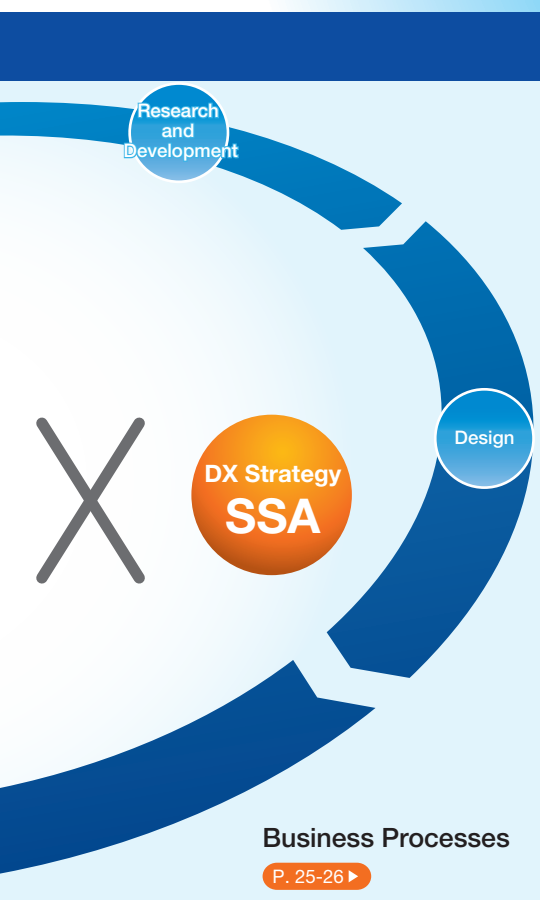 Research
and
Development
Design
DX Strategy
SSA
Business Processes
P. 25-26